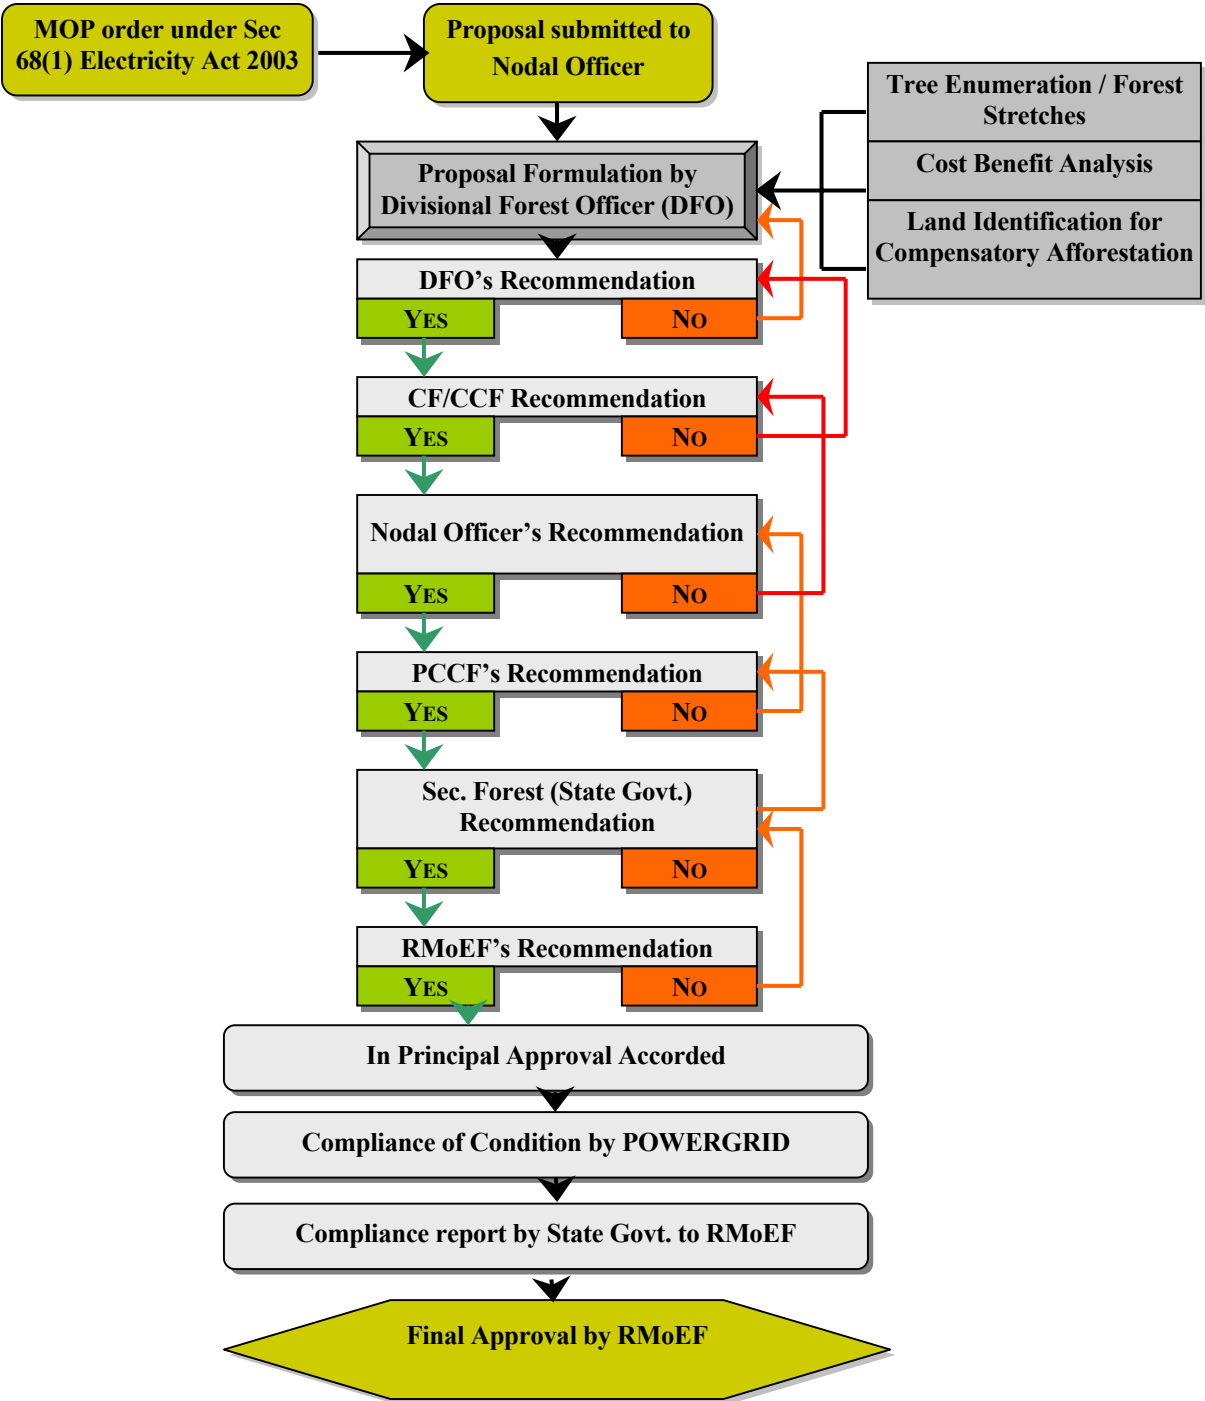 MOP order under Sec
68(1) Electricity Act 2003
Proposal submitted to
Nodal Officer
Tree Enumeration / Forest
Stretches
Cost Benefit Analysis
Land Identification for
Compensatory Afforestation
Proposal Formulation by
Divisional Forest Officer (DFO)
DFO’s Recommendation
YES
NO
CF/CCF Recommendation
YES
NO
Nodal Officer’s Recommendation
YES
NO
PCCF’s Recommendation
YES
NO
Sec. Forest (State Govt.)
Recommendation
YES
NO
RMoEF’s Recommendation
YES
NO
In Principal Approval Accorded
Compliance of Condition by POWERGRID
Compliance report by State Govt. to RMoEF
Final Approval by RMoEF